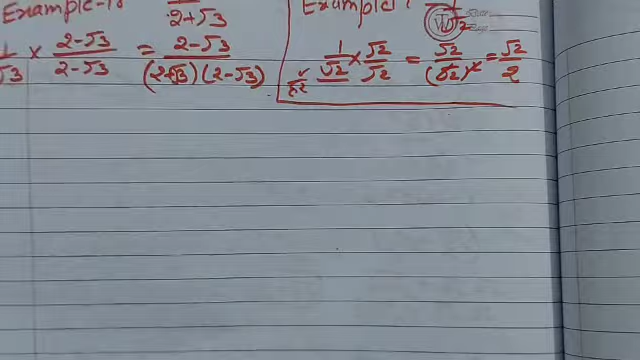 Example-18
2+√3
1/√3 × (2-√3)/(2-√3) = (2-√3)/((2+√3)(2-√3))
Example :
1/√2
1/√2 × √2/√2 = √2/(√2)² = √2/2